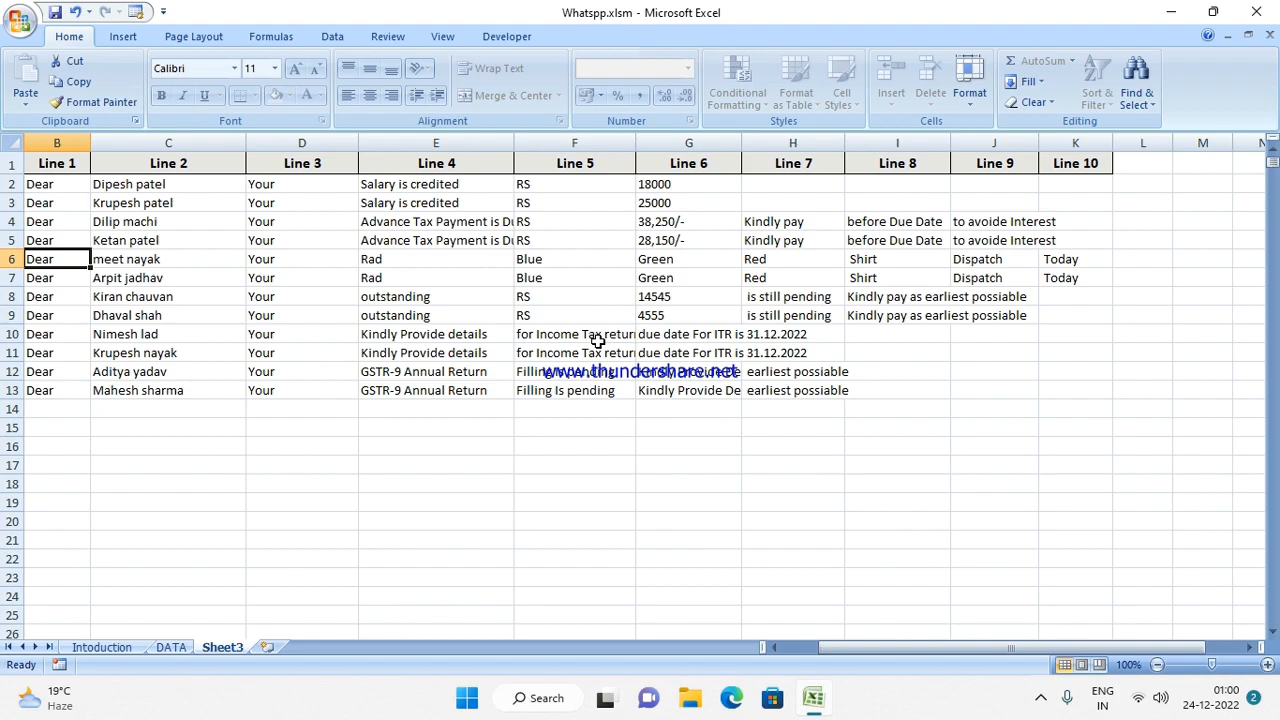 Whatspp.xlsm - Microsoft Excel
Home Insert Page Layout Formulas Data Review View Developer
Paste Cut Copy Format Painter Clipboard
Calibri 11 Font
Wrap Text Merge & Center Alignment
Number
Conditional Formatting Format as Table Cell Styles Styles
Insert Delete Format Cells
AutoSum Fill Clear Sort & Filter Find & Select Editing
B C D E F G H I J K L M N
1 Line 1 Line 2 Line 3 Line 4 Line 5 Line 6 Line 7 Line 8 Line 9 Line 10
2 Dear Dipesh patel Your Salary is credited RS 18000
3 Dear Krupesh patel Your Salary is credited RS 25000
4 Dear Dilip machi Your Advance Tax Payment is Du RS 38,250/- Kindly pay before Due Date to avoide Interest
5 Dear Ketan patel Your Advance Tax Payment is Du RS 28,150/- Kindly pay before Due Date to avoide Interest
6 Dear meet nayak Your Rad Blue Green Red Shirt Dispatch Today
7 Dear Arpit jadhav Your Rad Blue Green Red Shirt Dispatch Today
8 Dear Kiran chauvan Your outstanding RS 14545 is still pending Kindly pay as earliest possiable
9 Dear Dhaval shah Your outstanding RS 4555 is still pending Kindly pay as earliest possiable
10 Dear Nimesh lad Your Kindly Provide details for Income Tax return due date For ITR is 31.12.2022
11 Dear Krupesh nayak Your Kindly Provide details for Income Tax return due date For ITR is 31.12.2022
12 Dear Aditya yadav Your GSTR-9 Annual Return Filling Is pending Kindly Provide De earliest possiable
www.thundershare.net
13 Dear Mahesh sharma Your GSTR-9 Annual Return Filling Is pending Kindly Provide De earliest possiable
14
15
16
17
18
19
20
21
22
23
24
25
26
Intoduction DATA Sheet3
Ready 100%
19°C
Haze
Search
ENG
IN
01:00
24-12-2022
2